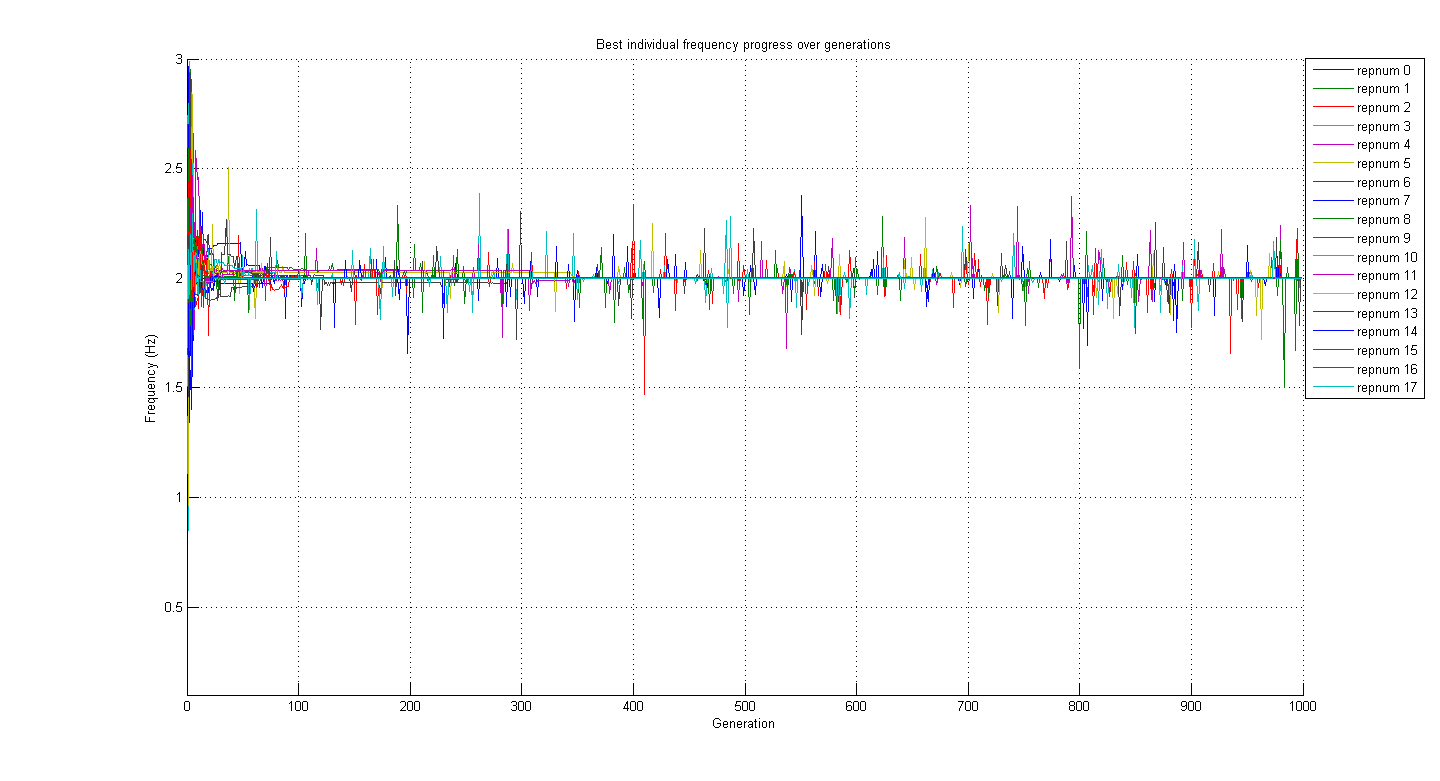 Best individual frequency progress over generations
3
2.5
2
1.5
1
0.5
Frequency (Hz)
0 100 200 300 400 500 600 700 800 900 1000
Generation
repnum 0
repnum 1
repnum 2
repnum 3
repnum 4
repnum 5
repnum 6
repnum 7
repnum 8
repnum 9
repnum 10
repnum 11
repnum 12
repnum 13
repnum 14
repnum 15
repnum 16
repnum 17